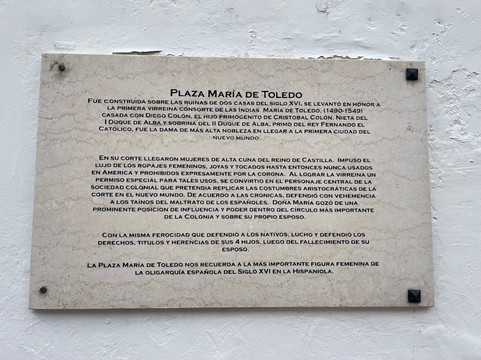 Plaza María de Toledo
Fue construida sobre las ruinas de dos casas del siglo XVI, se levantó en honor a
la primera virreina consorte de las Indias María de Toledo, (1490-1549)
casada con Diego Colón, el hijo primogénito de Cristobal Colón. Nieta del
I Duque de Alba y sobrina del II Duque de Alba, primo del rey Fernando el
Católico, fue la dama de más alta nobleza en llegar a la primera ciudad del
nuevo mundo.
En su corte llegaron mujeres de alta cuna del reino de Castilla. Impuso el
lujo de los ropajes femeninos, joyas y tocados hasta entonces nunca usados
en América y prohibidos expresamente por la corona. Al lograr la virreina un
permiso especial para tales usos, se convirtió en el personaje central de la
sociedad colonial que pretendía replicar las costumbres aristocráticas de la
corte en el nuevo mundo. De acuerdo a las cronicas, defendió con vehemencia
a los taínos del maltrato de los españoles. Doña María gozó de una
prominente posicion de influencia y poder dentro del círculo más importante
de la Colonia y sobre su propio esposo.
Con la misma ferocidad que defendió a los nativos, lucho y defendió los
derechos, titulos y herencias de sus 4 hijos, luego del fallecimiento de su
esposo.
La Plaza María de Toledo nos recuerda a la más importante figura femenina de
la oligarquía española del Siglo XVI en la Hispaniola.